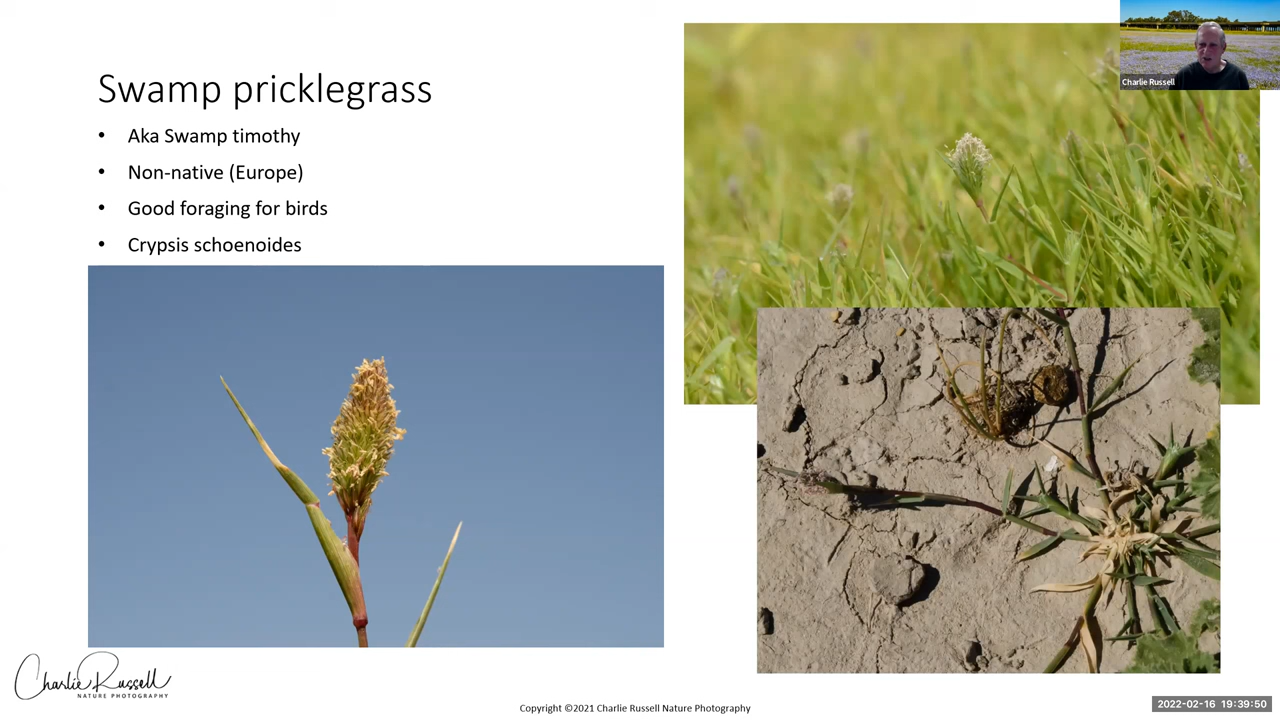 Swamp pricklegrass
• Aka Swamp timothy
• Non-native (Europe)
• Good foraging for birds
• Crypsis schoenoides
Charlie Russell
Charlie Russell
NATURE PHOTOGRAPHY
Copyright ©2021 Charlie Russell Nature Photography
2022-02-16 19:39:50